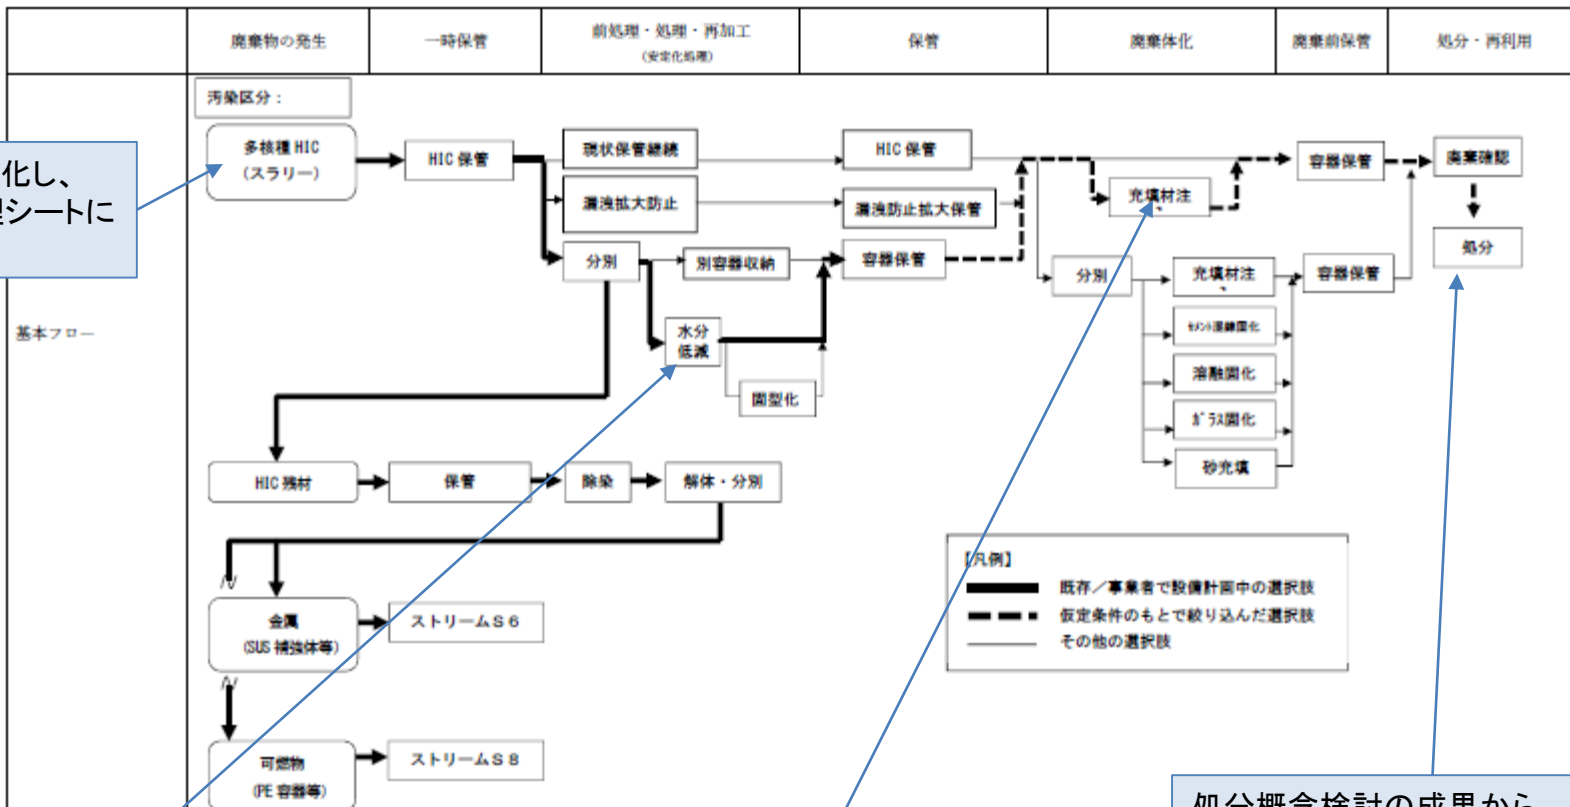 廃棄物の発生
一時保管
前処理・処理・再加工
(安定化処理)
保管
廃棄体化
廃棄前保管
処分・再利用
基本フロー
汚染区分：
化し、
理シートに
多核種 HIC
(スラリー)
HIC 保管
現状保管継続
HIC 保管
漏洩拡大防止
漏洩防止拡大保管
分別
別容器収納
容器保管
水分
低減
固型化
充填材注
容器保管
廃棄確認
処分
分別
充填材注
容器保管
セメント混練固化
溶融固化
ガラス固化
砂充填
HIC 残材
保管
除染
解体・分別
金属
(SUS 補強体等)
ストリームＳ６
可燃物
(PE 容器等)
ストリームＳ８
【凡例】
既存／事業者で設備計画中の選択肢
仮定条件のもとで絞り込んだ選択肢
その他の選択肢
処分概念検討の成果から